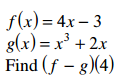 f(x) = 4x − 3
g(x) = x³ + 2x
Find (f − g)(4)